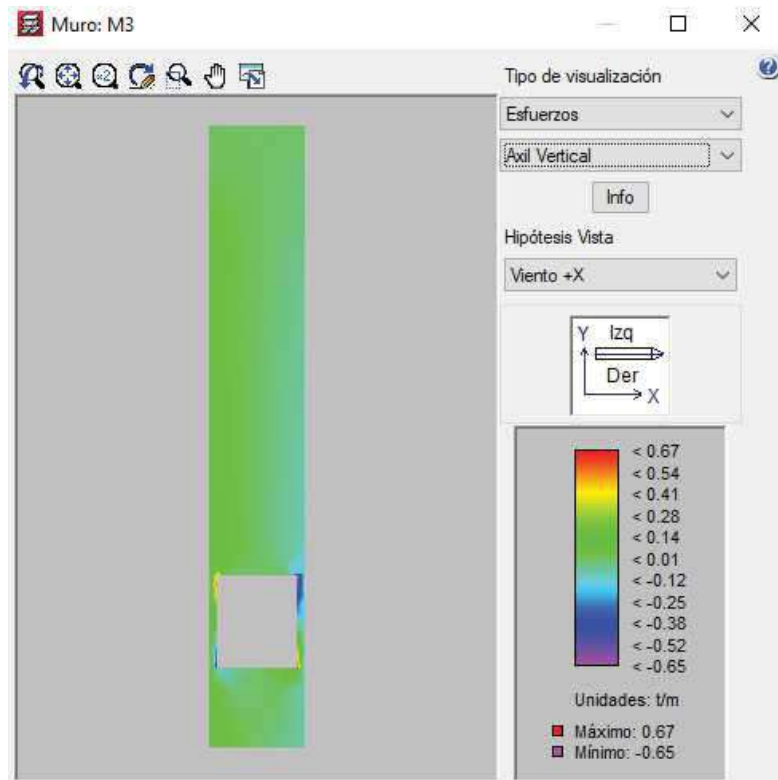 Muro: M3
x2
Tipo de visualización
?
Esfuerzos
Axil Vertical
Info
Hipótesis Vista
Viento +X
Y Izq
Der
X
< 0.67
< 0.54
< 0.41
< 0.28
< 0.14
< 0.01
< -0.12
< -0.25
< -0.38
< -0.52
< -0.65
Unidades: t/m
Máximo: 0.67
Mínimo: -0.65